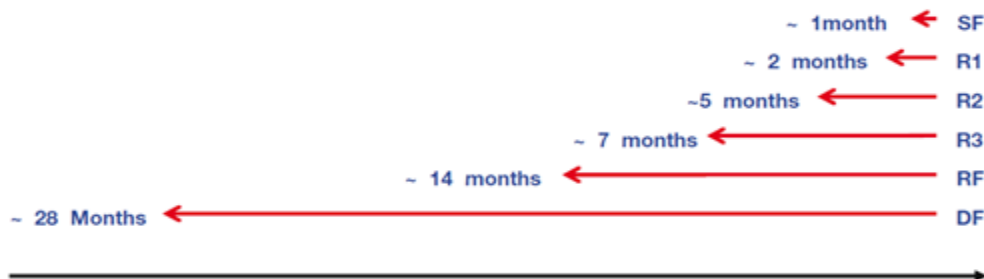 ~ 1month SF
~ 2 months R1
~5 months R2
~ 7 months R3
~ 14 months RF
~ 28 Months DF